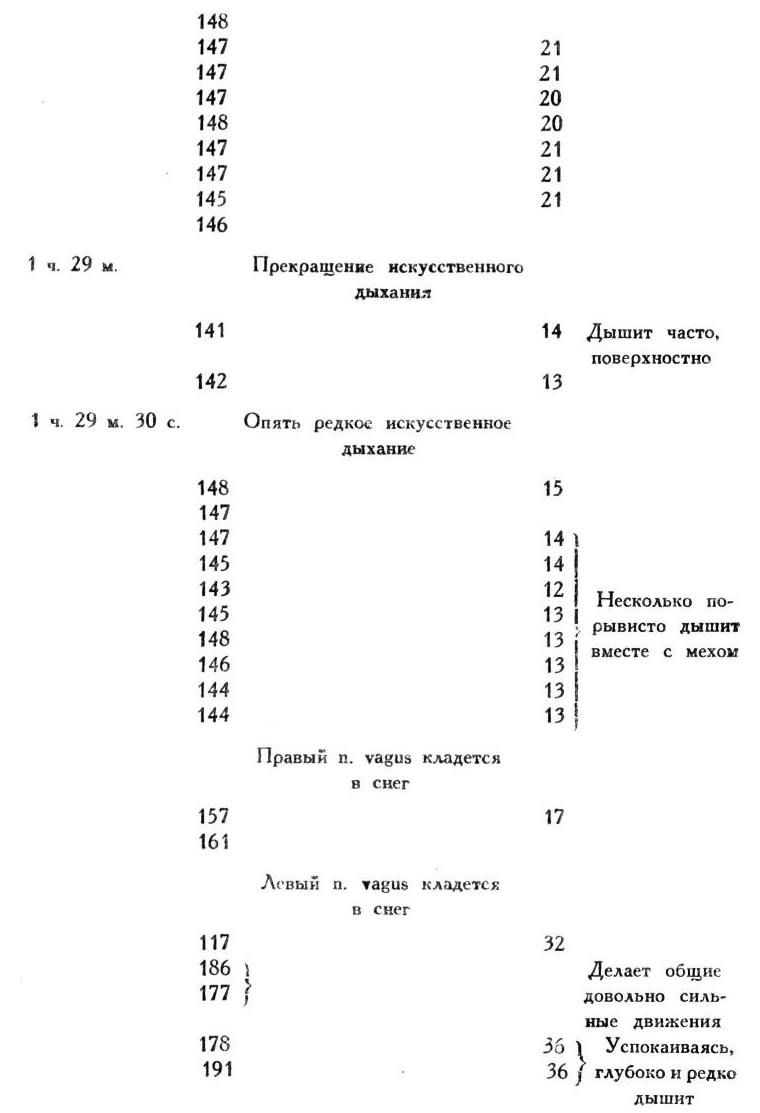 148
147 21
147 21
147 20
148 20
147 21
147 21
145 21
146
1 ч. 29 м. Прекращение искусственного
дыхания
141 14 Дышит часто,
поверхностно
142 13
1 ч. 29 м. 30 с. Опять редкое искусственное
дыхание
148 15
147
147 14
145 14
143 12
Несколько по-
145 13
рывисто дышит
148 13
вместе с мехом
146 13
144 13
144 13
Правый n. vagus кладется
в снег
157 17
161
Левый n. vagus кладется
в снег
117 32
186 Делает общие
177 довольно силь-
ные движения
178 36 Успокаиваясь,
191 36 глубоко и редко
дышит